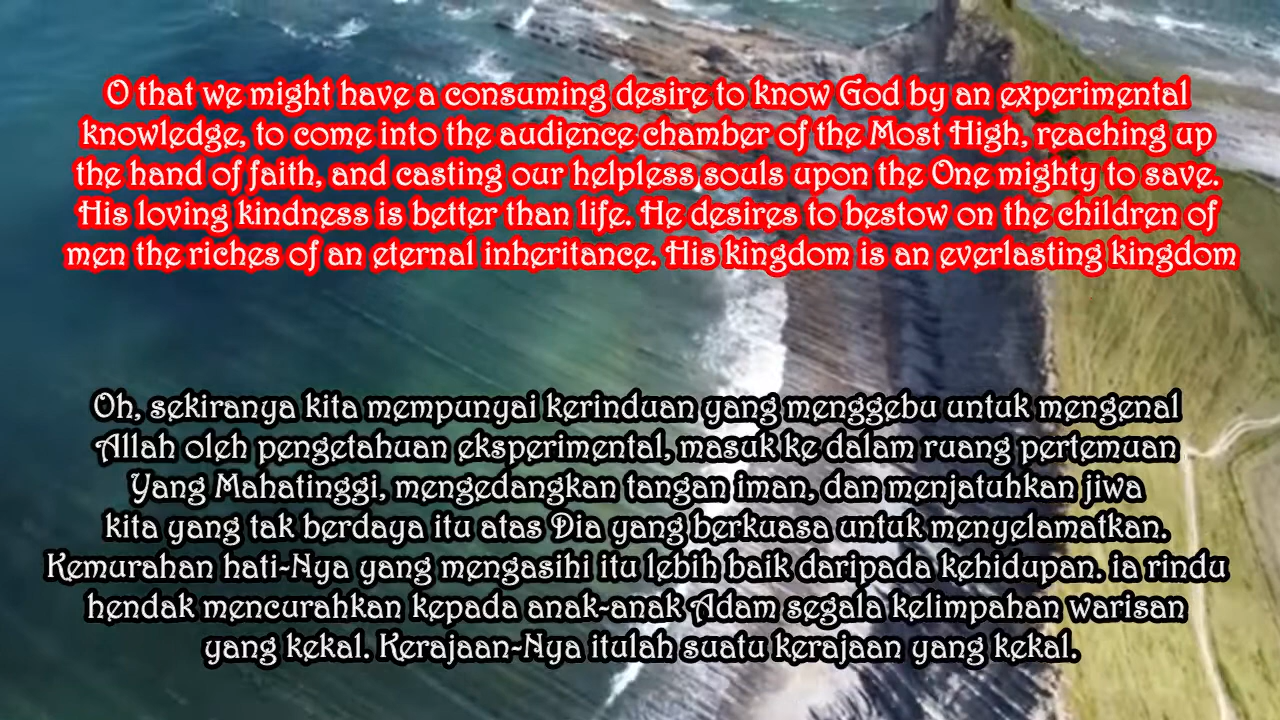 O that we might have a consuming desire to know God by an experimental
knowledge, to come into the audience chamber of the Most High, reaching up
the hand of faith, and casting our helpless souls upon the One mighty to save.
His loving kindness is better than life. He desires to bestow on the children of
men the riches of an eternal inheritance. His kingdom is an everlasting kingdom
Oh, sekiranya kita mempunyai kerinduan yang menggebu untuk mengenal
Allah oleh pengetahuan eksperimental, masuk ke dalam ruang pertemuan
Yang Mahatinggi, mengedangkan tangan iman, dan menjatuhkan jiwa
kita yang tak berdaya itu atas Dia yang berkuasa untuk menyelamatkan.
Kemurahan hati-Nya yang mengasihi itu lebih baik daripada kehidupan. ia rindu
hendak mencurahkan kepada anak-anak Adam segala kelimpahan warisan
yang kekal. Kerajaan-Nya itulah suatu kerajaan yang kekal.